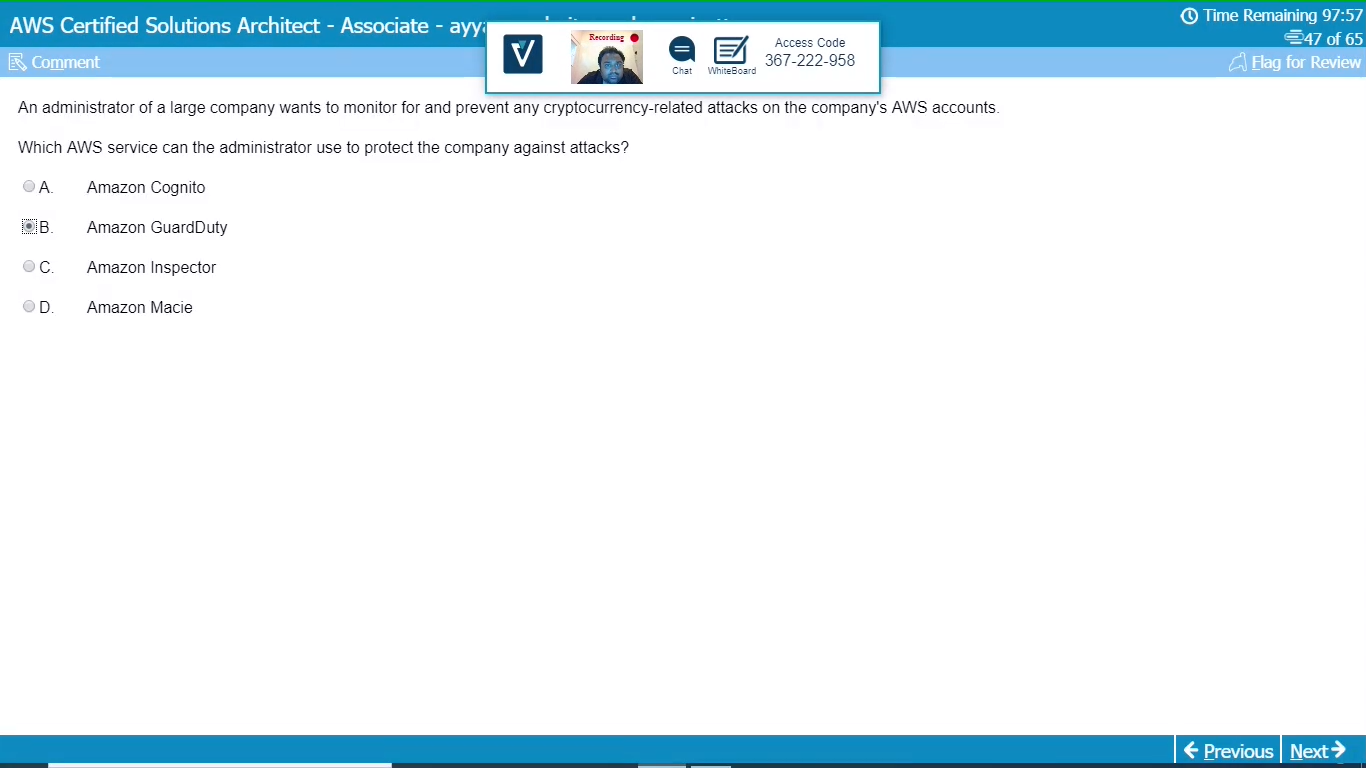 AWS Certified Solutions Architect - Associate -
Time Remaining 97:57
47 of 65
Comment
Flag for Review
Recording
Chat
WhiteBoard
Access Code
367-222-958
An administrator of a large company wants to monitor for and prevent any cryptocurrency-related attacks on the company's AWS accounts.
Which AWS service can the administrator use to protect the company against attacks?
A. Amazon Cognito
B. Amazon GuardDuty
C. Amazon Inspector
D. Amazon Macie
Previous
Next